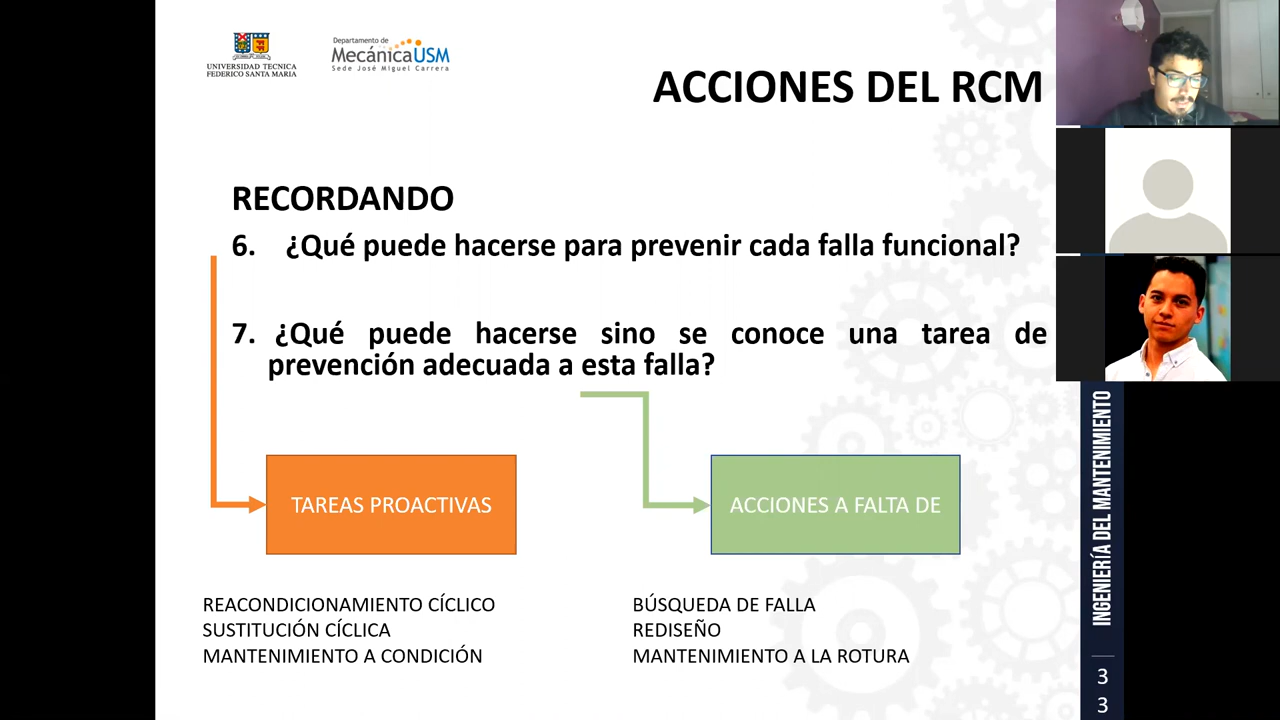 UNIVERSIDAD TECNICA
FEDERICO SANTA MARIA
Departamento de
MecánicaUSM
Sede José Miguel Carrera
ACCIONES DEL RCM
RECORDANDO
6. ¿Qué puede hacerse para prevenir cada falla funcional?
7. ¿Qué puede hacerse sino se conoce una tarea de
prevención adecuada a esta falla?
TAREAS PROACTIVAS
ACCIONES A FALTA DE
REACONDICIONAMIENTO CÍCLICO
SUSTITUCIÓN CÍCLICA
MANTENIMIENTO A CONDICIÓN
BÚSQUEDA DE FALLA
REDISEÑO
MANTENIMIENTO A LA ROTURA
INGENIERÍA DEL MANTENIMIENTO
3
3